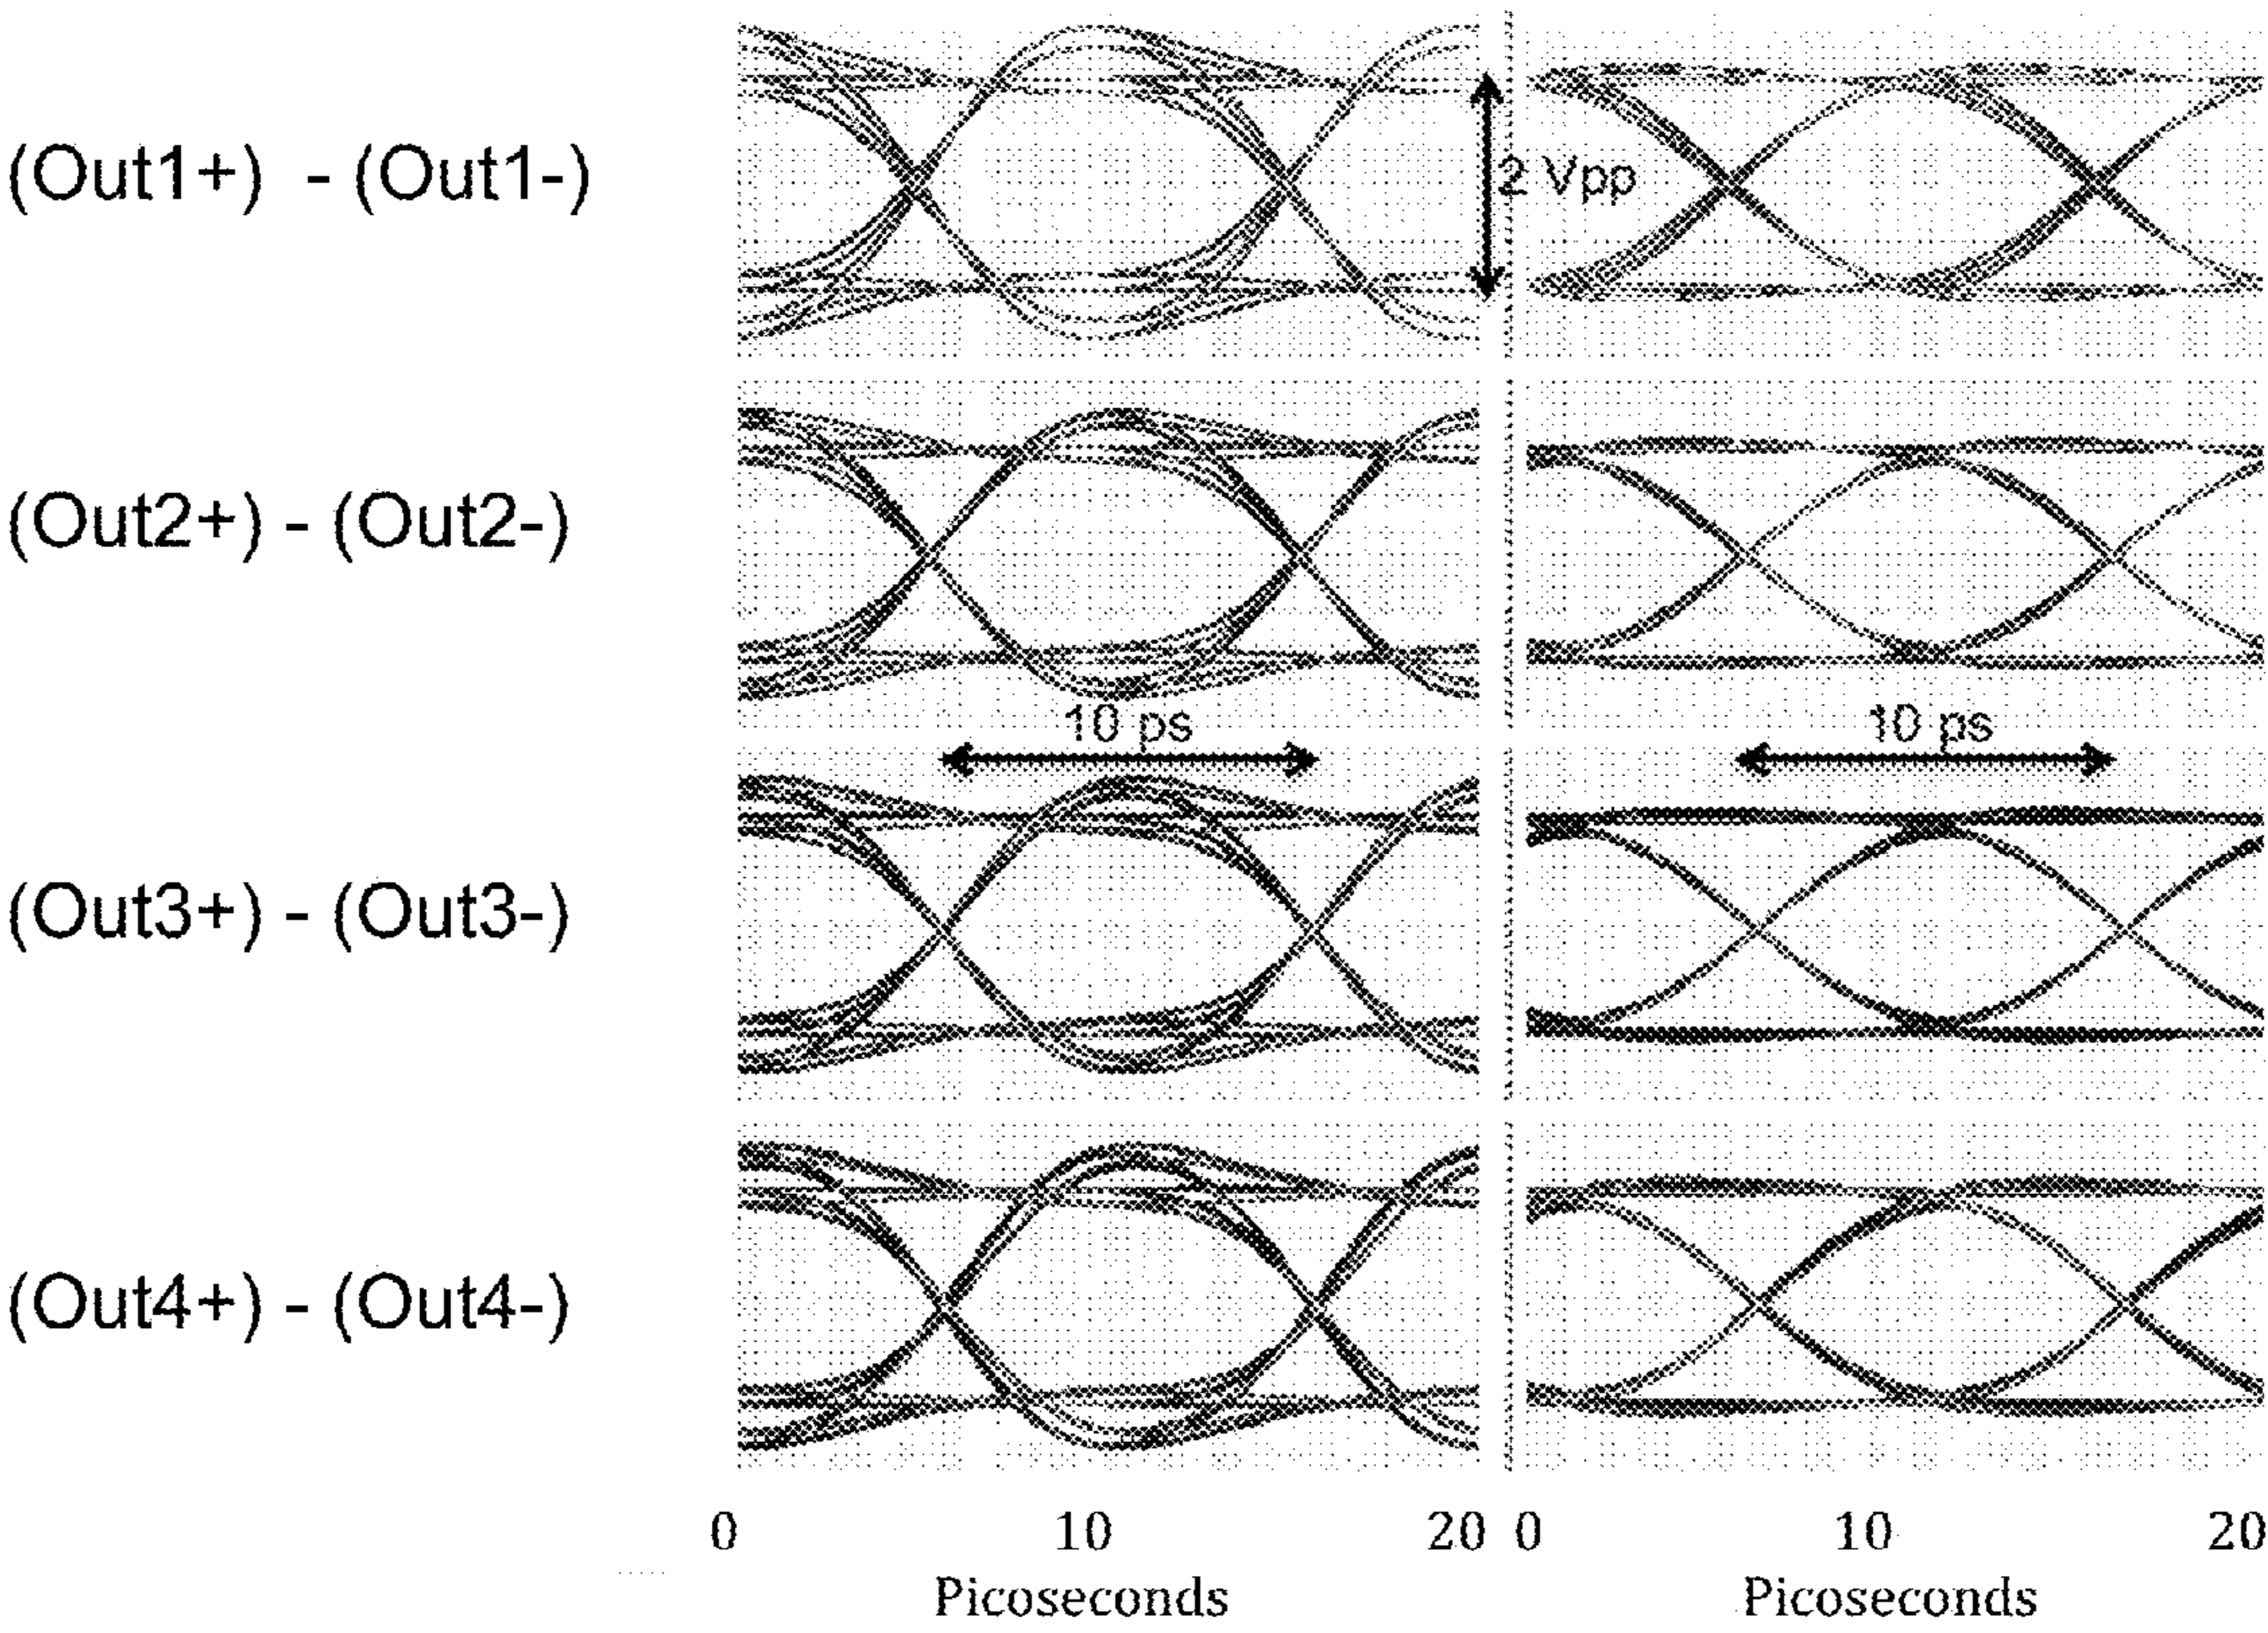 (Out1+) - (Out1-)
2 Vpp
(Out2+) - (Out2-)
10 ps
10 ps
(Out3+) - (Out3-)
(Out4+) - (Out4-)
0 10 20 0 10 20
Picoseconds Picoseconds